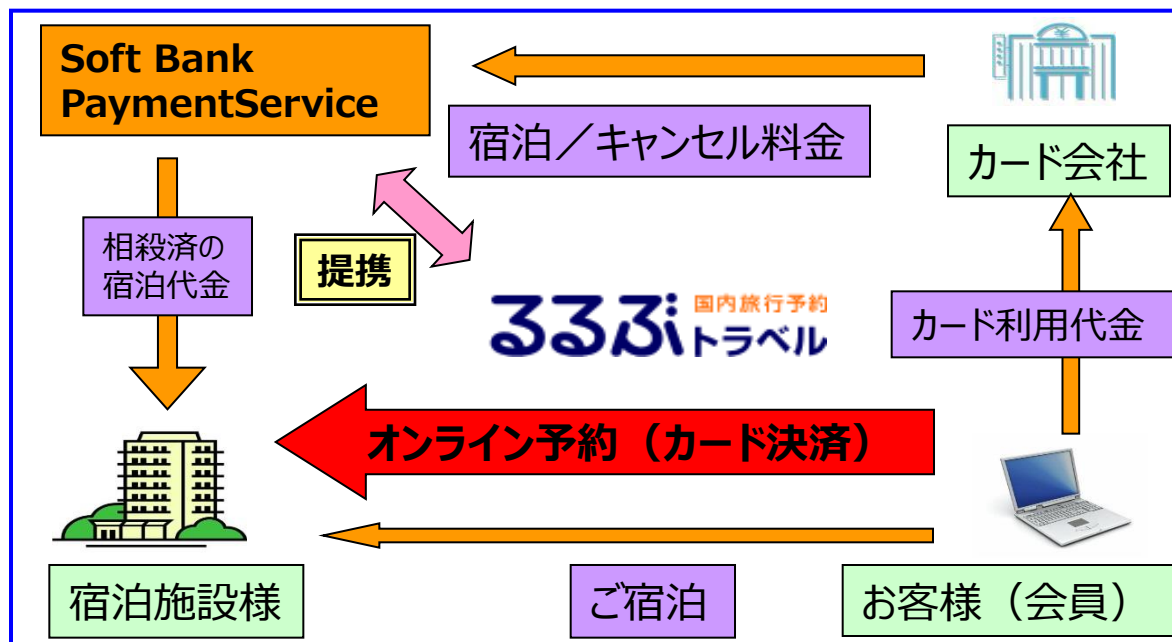 Soft Bank
PaymentService
宿泊／キャンセル料金
カード会社
相殺済の
宿泊代金
提携
るるぶ
国内旅行予約
トラベル
カード利用代金
オンライン予約（カード決済）
宿泊施設様
ご宿泊
お客様（会員）